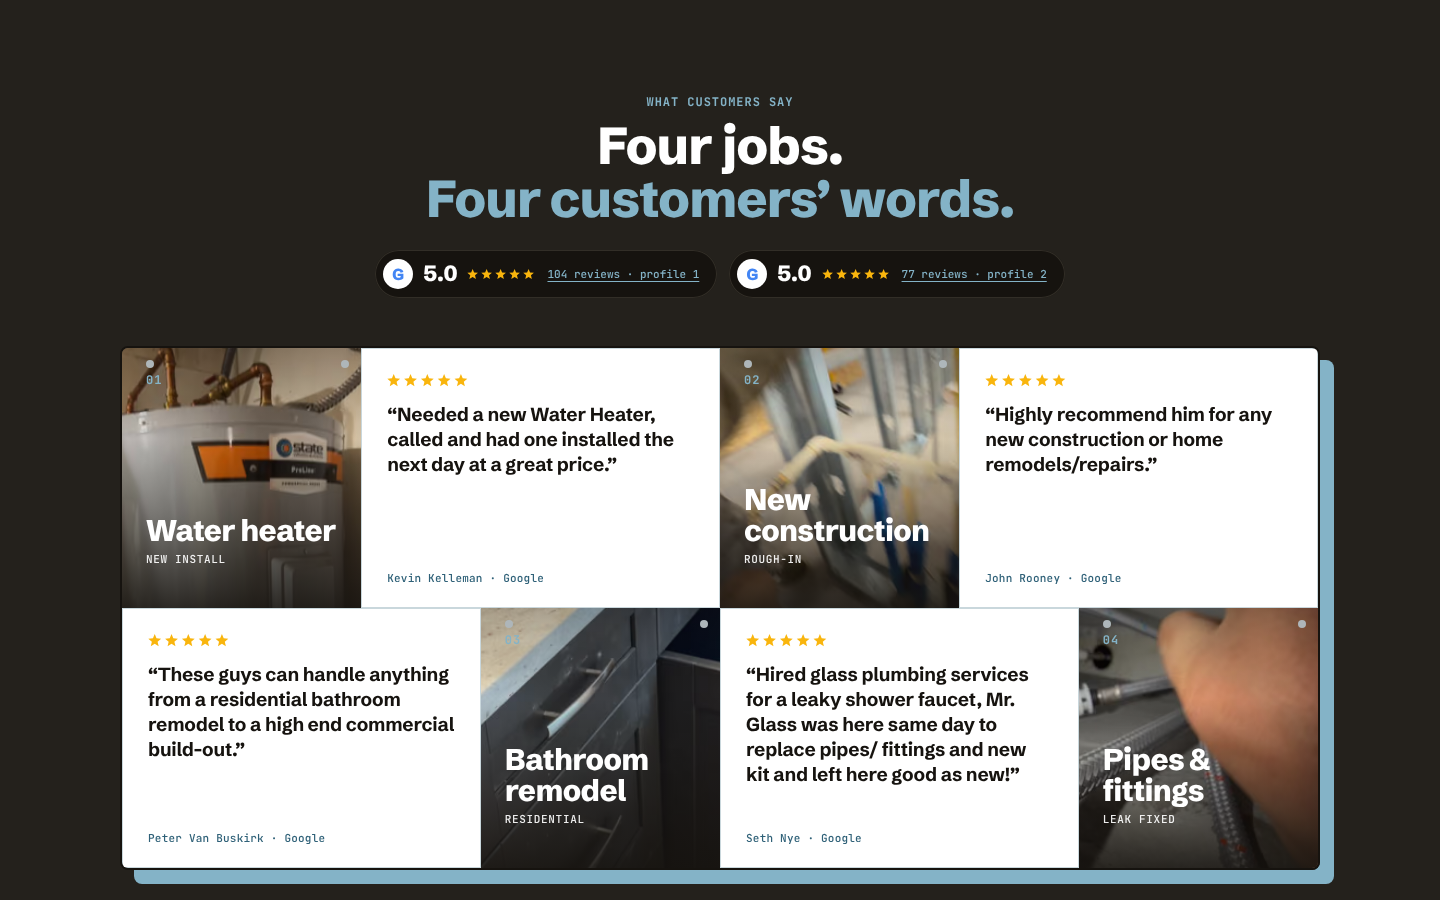 WHAT CUSTOMERS SAY
Four jobs.
Four customers’ words.
G 5.0 ★★★★★ 104 reviews · profile 1
G 5.0 ★★★★★ 77 reviews · profile 2
01
state
ProLine
Water heater
NEW INSTALL
★★★★★
“Needed a new Water Heater,
called and had one installed the
next day at a great price.”
Kevin Kelleman · Google
02
New
construction
ROUGH-IN
★★★★★
“Highly recommend him for any
new construction or home
remodels/repairs.”
John Rooney · Google
★★★★★
“These guys can handle anything
from a residential bathroom
remodel to a high end commercial
build-out.”
Peter Van Buskirk · Google
03
Bathroom
remodel
RESIDENTIAL
★★★★★
“Hired glass plumbing services
for a leaky shower faucet, Mr.
Glass was here same day to
replace pipes/ fittings and new
kit and left here good as new!”
Seth Nye · Google
04
Pipes &
fittings
LEAK FIXED